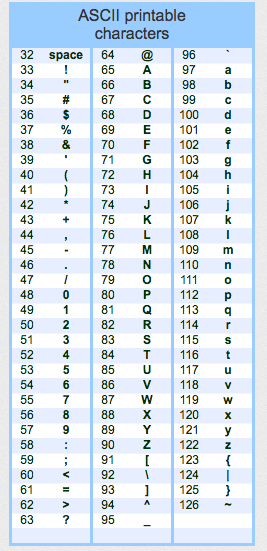 ASCII printable
characters
32 space 64 @ 96 `
33 ! 65 A 97 a
34 " 66 B 98 b
35 # 67 C 99 c
36 $ 68 D 100 d
37 % 69 E 101 e
38 & 70 F 102 f
39 ' 71 G 103 g
40 ( 72 H 104 h
41 ) 73 I 105 i
42 * 74 J 106 j
43 + 75 K 107 k
44 , 76 L 108 l
45 - 77 M 109 m
46 . 78 N 110 n
47 / 79 O 111 o
48 0 80 P 112 p
49 1 81 Q 113 q
50 2 82 R 114 r
51 3 83 S 115 s
52 4 84 T 116 t
53 5 85 U 117 u
54 6 86 V 118 v
55 7 87 W 119 w
56 8 88 X 120 x
57 9 89 Y 121 y
58 : 90 Z 122 z
59 ; 91 [ 123 {
60 < 92 \ 124 |
61 = 93 ] 125 }
62 > 94 ^ 126 ~
63 ? 95 _